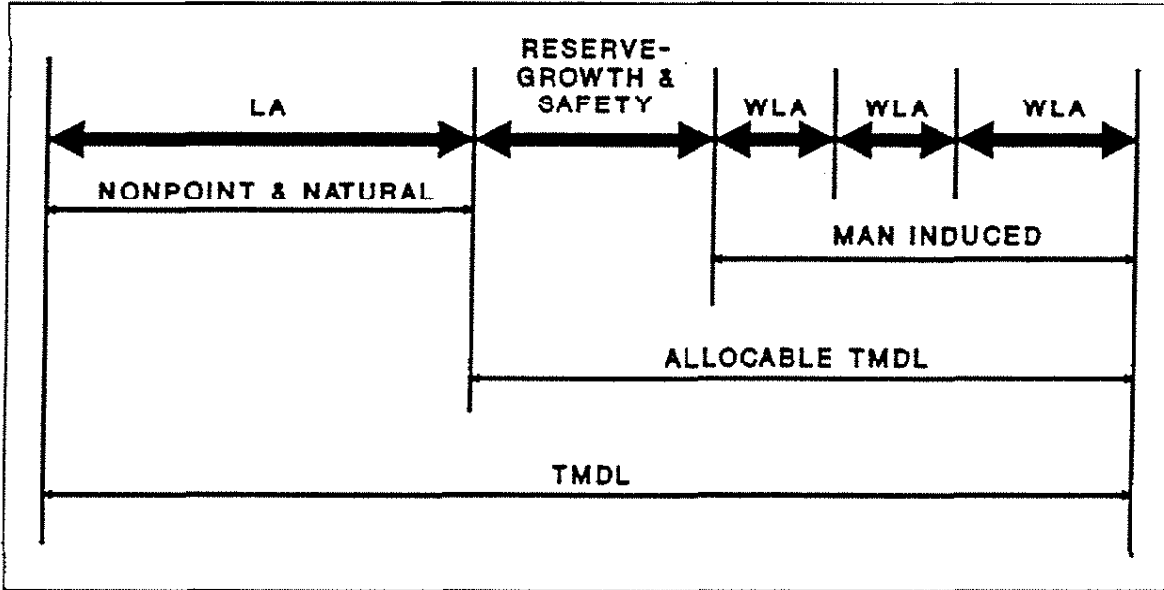 RESERVE-
GROWTH &
SAFETY
LA
WLA
WLA
WLA
NONPOINT & NATURAL
MAN INDUCED
ALLOCABLE TMDL
TMDL